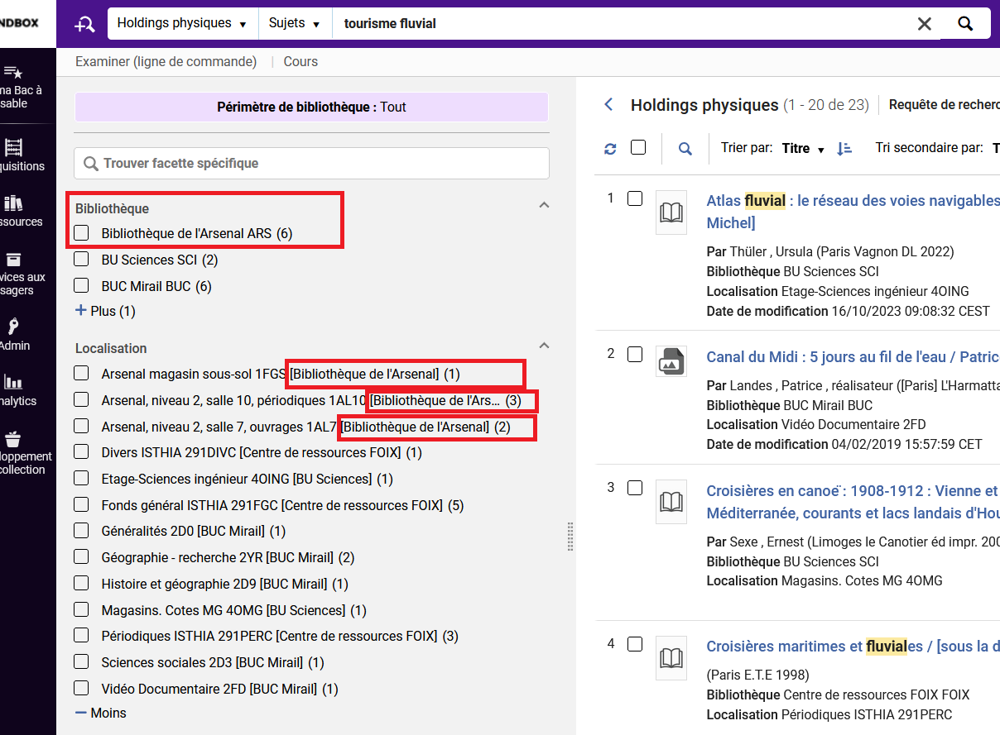 NDBOX
Holdings physiques
Sujets
tourisme fluvial
Examiner (ligne de commande) | Cours
ma Bac à
sable
quisitions
ssources
vices aux
sagers
Admin
nalytics
loppement
collection
Périmètre de bibliothèque : Tout
Trouver facette spécifique
Bibliothèque
Bibliothèque de l'Arsenal ARS (6)
BU Sciences SCI (2)
BUC Mirail BUC (6)
+ Plus (1)
Localisation
Arsenal magasin sous-sol 1FGS [Bibliothèque de l'Arsenal] (1)
Arsenal, niveau 2, salle 10, périodiques 1AL10 [Bibliothèque de l'Ars... (3)
Arsenal, niveau 2, salle 7, ouvrages 1AL7 [Bibliothèque de l'Arsenal] (2)
Divers ISTHIA 291DIVC [Centre de ressources FOIX] (1)
Etage-Sciences ingénieur 4OING [BU Sciences] (1)
Fonds général ISTHIA 291FGC [Centre de ressources FOIX] (5)
Généralités 2D0 [BUC Mirail] (1)
Géographie - recherche 2YR [BUC Mirail] (2)
Histoire et géographie 2D9 [BUC Mirail] (1)
Magasins. Cotes MG 4OMG [BU Sciences] (1)
Périodiques ISTHIA 291PERC [Centre de ressources FOIX] (3)
Sciences sociales 2D3 [BUC Mirail] (1)
Vidéo Documentaire 2FD [BUC Mirail] (1)
− Moins
Holdings physiques (1 - 20 de 23) Requête de recherc
Trier par: Titre Tri secondaire par: T
1
Atlas fluvial : le réseau des voies navigables
Michel]
Par Thüler , Ursula (Paris Vagnon DL 2022)
Bibliothèque BU Sciences SCI
Localisation Etage-Sciences ingénieur 4OING
Date de modification 16/10/2023 09:08:32 CEST
2
Canal du Midi : 5 jours au fil de l'eau / Patric
Par Landes , Patrice , réalisateur ([Paris] L'Harmatta
Bibliothèque BUC Mirail BUC
Localisation Vidéo Documentaire 2FD
Date de modification 04/02/2019 15:57:59 CET
3
Croisières en canoë : 1908-1912 : Vienne et
Méditerranée, courants et lacs landais d'Hou
Par Sexe , Ernest (Limoges le Canotier éd impr. 200
Bibliothèque BU Sciences SCI
Localisation Magasins. Cotes MG 4OMG
4
Croisières maritimes et fluviales / [sous la d
(Paris E.T.E 1998)
Bibliothèque Centre de ressources FOIX FOIX
Localisation Périodiques ISTHIA 291PERC